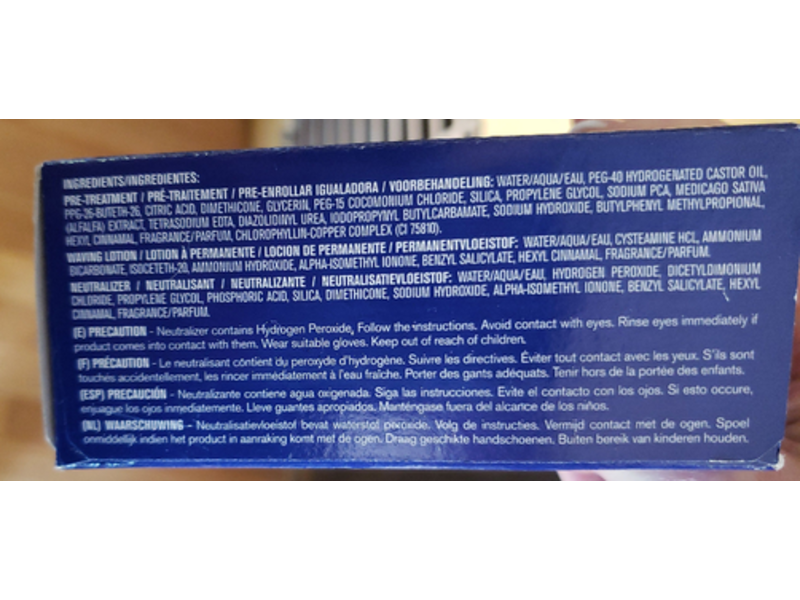 INGREDIENTS/INGREDIENTES:
PRE-TREATMENT / PRÉ-TRAITEMENT / PRE-ENROLLAR IGUALADORA / VOORBEHANDELING: WATER/AQUA/EAU, PEG-40 HYDROGENATED CASTOR OIL,
PPG-26-BUTETH-26, CITRIC ACID, DIMETHICONE, GLYCERIN, PEG-15 COCOMONIUM CHLORIDE, SILICA, PROPYLENE GLYCOL, SODIUM PCA, MEDICAGO SATIVA
(ALFALFA) EXTRACT, TETRASODIUM EDTA, DIAZOLIDINYL UREA, IODOPROPYNYL BUTYLCARBAMATE, SODIUM HYDROXIDE, BUTYLPHENYL METHYLPROPIONAL,
HEXYL CINNAMAL, FRAGRANCE/PARFUM, CHLOROPHYLLIN-COPPER COMPLEX (CI 75810).
WAVING LOTION / LOTION À PERMANENTE / LOCION DE PERMANENTE / PERMANENTVLOEISTOF: WATER/AQUA/EAU, CYSTEAMINE HCL, AMMONIUM
BICARBONATE, ISOCETETH-20, AMMONIUM HYDROXIDE, ALPHA-ISOMETHYL IONONE, BENZYL SALICYLATE, HEXYL CINNAMAL, FRAGRANCE/PARFUM.
NEUTRALIZER / NEUTRALISANT / NEUTRALIZANTE / NEUTRALISATIEVLOEISTOF: WATER/AQUA/EAU, HYDROGEN PEROXIDE, DICETYLDIMONIUM
CHLORIDE, PROPYLENE GLYCOL, PHOSPHORIC ACID, SILICA, DIMETHICONE, SODIUM HYDROXIDE, ALPHA-ISOMETHYL IONONE, BENZYL SALICYLATE, HEXYL
CINNAMAL, FRAGRANCE/PARFUM.
(E) PRECAUTION - Neutralizer contains Hydrogen Peroxide, Follow the instructions. Avoid contact with eyes. Rinse eyes immediately if
product comes into contact with them. Wear suitable gloves. Keep out of reach of children.
(F) PRÉCAUTION - Le neutralisant contient du peroxyde d'hydrogène. Suivre les directives. Éviter tout contact avec les yeux. S'ils sont
touchés accidentellement, les rincer immédiatement à l'eau fraîche. Porter des gants adéquats. Tenir hors de la portée des enfants.
(ESP) PRECAUCIÓN - Neutralizante contiene agua oxigenada. Siga las instrucciones. Evite el contacto con los ojos. Si esto occure,
enjuague los ojos inmediatamente. Lleve guantes apropiados. Manténgase fuera del alcance de los niños.
(NL) WAARSCHUWING - Neutralisatievloeistof bevat waterstof peroxide. Volg de instructies. Vermijd contact met de ogen. Spoel
onmiddelijk indien het product in aanraking komt met de ogen. Draag geschikte handschoenen. Buiten bereik van kinderen houden.